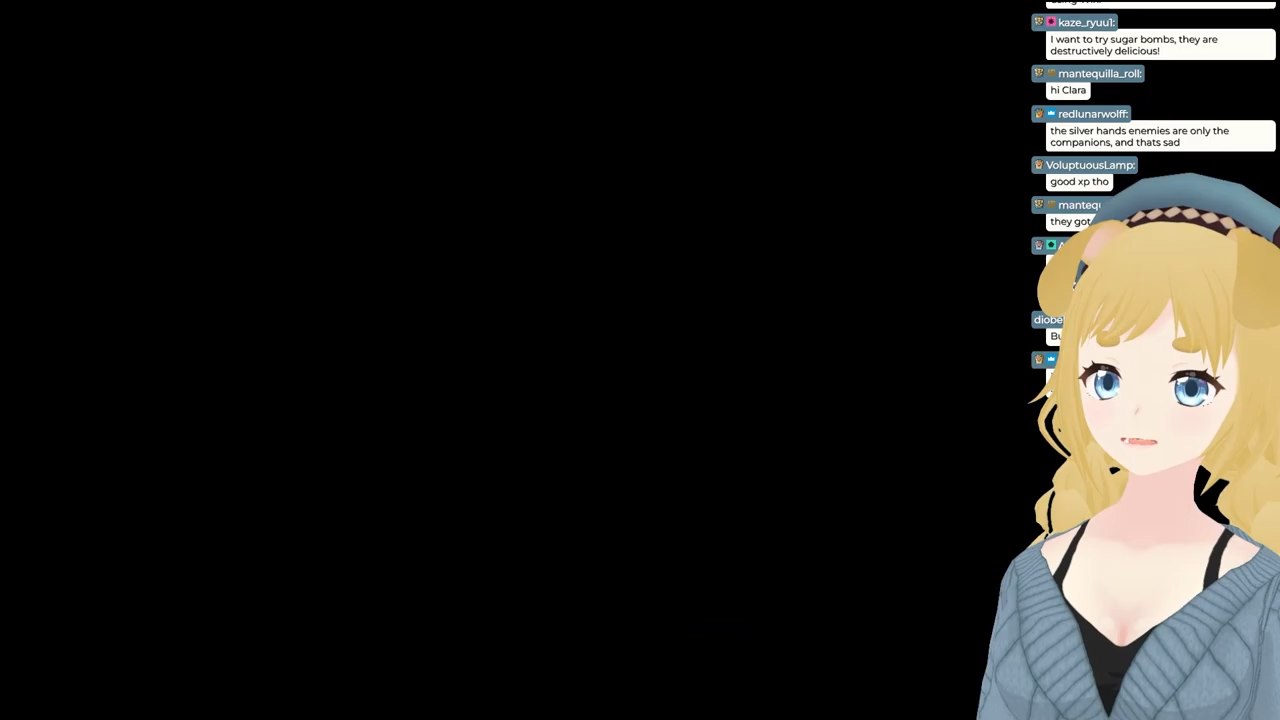 kaze_ryuu1:
I want to try sugar bombs, they are
destructively delicious!
mantequilla_roll:
hi Clara
redlunarwolff:
the silver hands enemies are only the
companions, and thats sad
VoluptuousLamp:
good xp tho
they got